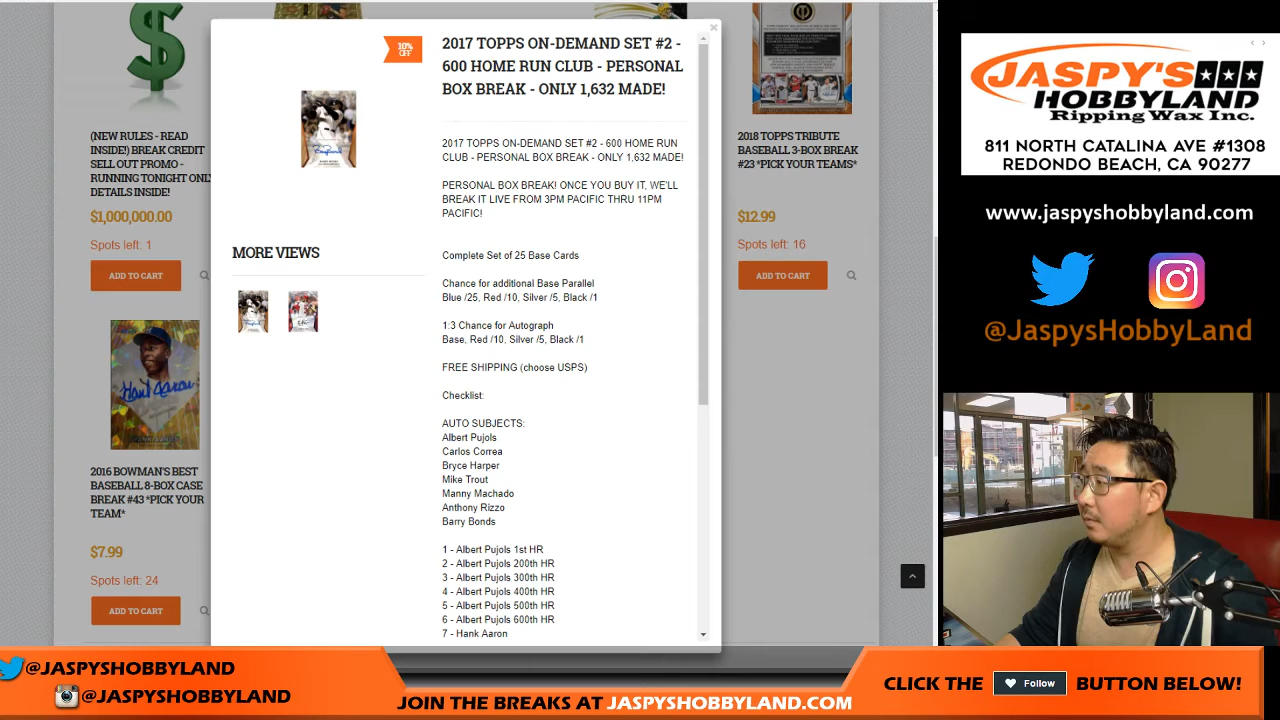 (NEW RULES - READ
INSIDE!) BREAK CREDIT
SELL OUT PROMO -
RUNNING TONIGHT ONL
DETAILS INSIDE!
$1,000,000.00
Spots left: 1
ADD TO CART
2016 BOWMAN'S BEST
BASEBALL 8-BOX CASE
BREAK #43 *PICK YOUR
TEAM*
$7.99
Spots left: 24
ADD TO CART
10%
OFF
2017 TOPPS ON-DEMAND SET #2 -
600 HOME RUN CLUB - PERSONAL
BOX BREAK - ONLY 1,632 MADE!
2017 TOPPS ON-DEMAND SET #2 - 600 HOME RUN
CLUB - PERSONAL BOX BREAK - ONLY 1,632 MADE!
PERSONAL BOX BREAK! ONCE YOU BUY IT, WE'LL
BREAK IT LIVE FROM 3PM PACIFIC THRU 11PM
PACIFIC!
MORE VIEWS
Complete Set of 25 Base Cards
Chance for additional Base Parallel
Blue /25, Red /10, Silver /5, Black /1
1:3 Chance for Autograph
Base, Red /10, Silver /5, Black /1
FREE SHIPPING (choose USPS)
Checklist:
AUTO SUBJECTS:
Albert Pujols
Carlos Correa
Bryce Harper
Mike Trout
Manny Machado
Anthony Rizzo
Barry Bonds
1 - Albert Pujols 1st HR
2 - Albert Pujols 200th HR
3 - Albert Pujols 300th HR
4 - Albert Pujols 400th HR
5 - Albert Pujols 500th HR
6 - Albert Pujols 600th HR
7 - Hank Aaron
2018 TOPPS TRIBUTE
BASEBALL 3-BOX BREAK
#23 *PICK YOUR TEAMS*
$12.99
Spots left: 16
ADD TO CART
JASPY'S
HOBBYLAND
Ripping Wax Inc.
811 NORTH CATALINA AVE #1308
REDONDO BEACH, CA 90277
www.jaspyshobbyland.com
@JaspysHobbyLand
@JASPYSHOBBYLAND
@JASPYSHOBBYLAND
JOIN THE BREAKS AT JASPYSHOBBYLAND.COM
CLICK THE Follow BUTTON BELOW!